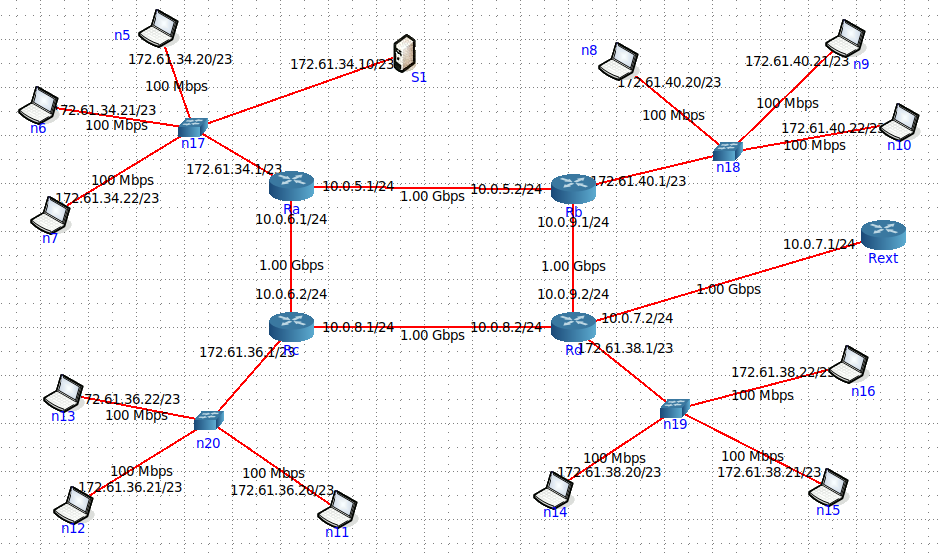 n5
172.61.34.20/23
100 Mbps
172.61.34.10/23
S1
n8
172.61.40.20/23
100 Mbps
172.61.40.21/23
n9
100 Mbps
172.61.40.22/23
100 Mbps
n10
n6
72.61.34.21/23
100 Mbps
n17
n18
100 Mbps
172.61.34.22/23
n7
172.61.34.1/23
Ra
10.0.5.1/24
1.00 Gbps
10.0.5.2/24
172.61.40.1/23
Rb
10.0.6.1/24
10.0.9.1/24
10.0.7.1/24
Rext
1.00 Gbps
1.00 Gbps
1.00 Gbps
10.0.6.2/24
10.0.9.2/24
10.0.7.2/24
10.0.8.1/24
1.00 Gbps
10.0.8.2/24
172.61.36.1/23
Rc
Rd
172.61.38.1/23
172.61.38.22/23
100 Mbps
n16
72.61.36.22/23
100 Mbps
n13
n20
n19
100 Mbps
172.61.36.21/23
n12
100 Mbps
172.61.36.20/23
n11
100 Mbps
172.61.38.20/23
n14
100 Mbps
172.61.38.21/23
n15